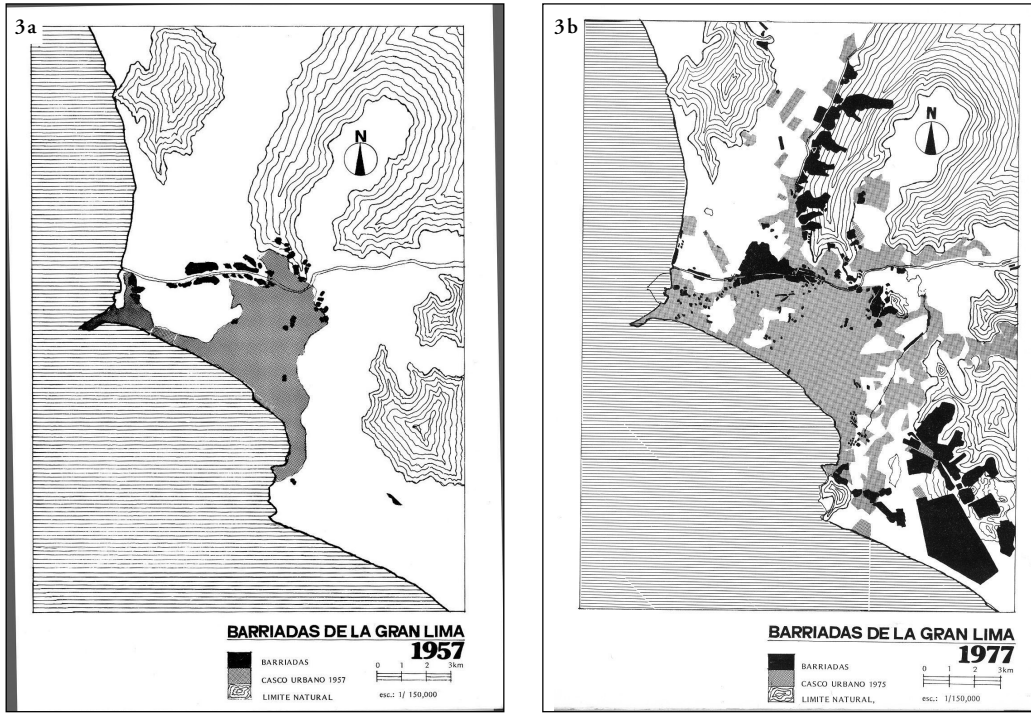 3a
N
BARRIADAS DE LA GRAN LIMA
1957
BARRIADAS
CASCO URBANO 1957
LIMITE NATURAL
0 1 2 3km
esc.: 1/ 150,000
3b
N
BARRIADAS DE LA GRAN LIMA
1977
BARRIADAS
CASCO URBANO 1975
LIMITE NATURAL,
0 1 2 3km
esc.: 1/150,000